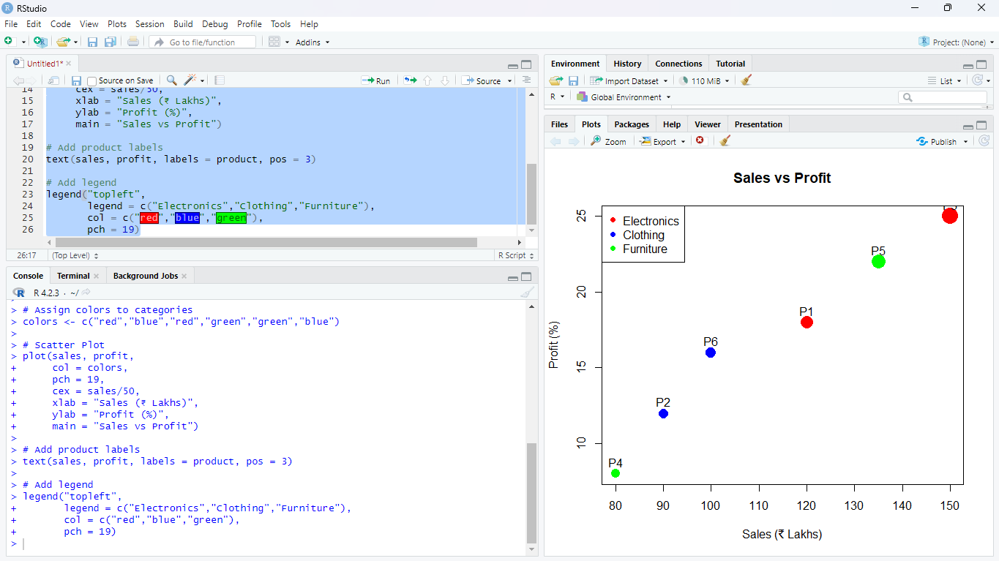 RStudio
File Edit Code View Plots Session Build Debug Profile Tools Help
Go to file/function Addins Project: (None)
Untitled1*
Source on Save Run Source
14 cex = sales/50,
15 xlab = "Sales (₹ Lakhs)",
16 ylab = "Profit (%)",
17 main = "Sales vs Profit")
18
19 # Add product labels
20 text(sales, profit, labels = product, pos = 3)
21
22 # Add legend
23 legend("topleft",
24 legend = c("Electronics","Clothing","Furniture"),
25 col = c("red","blue","green"),
26 pch = 19)
26:17 (Top Level) R Script
Console Terminal Background Jobs
R 4.2.3 · ~/
> # Assign colors to categories
> colors <- c("red","blue","red","green","green","blue")
>
> # Scatter Plot
> plot(sales, profit,
+ col = colors,
+ pch = 19,
+ cex = sales/50,
+ xlab = "Sales (₹ Lakhs)",
+ ylab = "Profit (%)",
+ main = "Sales vs Profit")
>
> # Add product labels
> text(sales, profit, labels = product, pos = 3)
>
> # Add legend
> legend("topleft",
+ legend = c("Electronics","Clothing","Furniture"),
+ col = c("red","blue","green"),
+ pch = 19)
>
Environment History Connections Tutorial
Import Dataset 110 MiB List
R Global Environment
Files Plots Packages Help Viewer Presentation
Zoom Export Publish
Sales vs Profit
Electronics
Clothing
Furniture
25
20
15
10
Profit (%)
P5
P1
P6
P2
P4
80 90 100 110 120 130 140 150
Sales (₹ Lakhs)